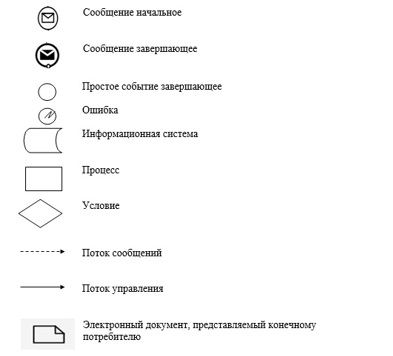 Сообщение начальное
Сообщение завершающее
Простое событие завершающее
Ошибка
Информационная система
Процесс
Условие
Поток сообщений
Поток управления
Электронный документ, представляемый конечному
потребителю